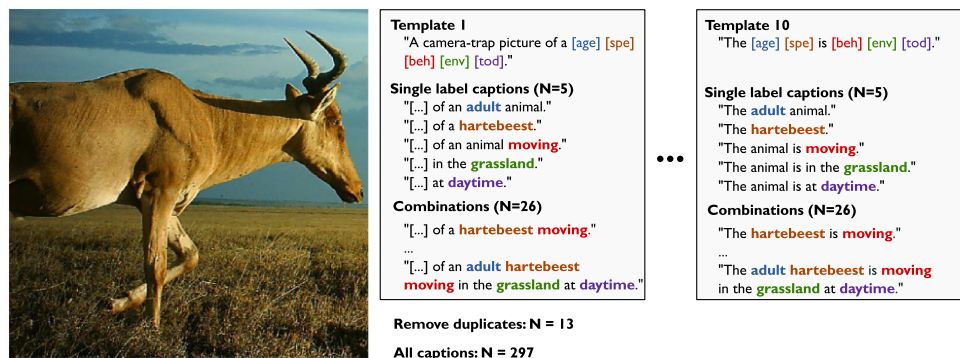 Template 1
"A camera-trap picture of a [age] [spe]
[beh] [env] [tod]."
Single label captions (N=5)
"[...] of an adult animal."
"[...] of a hartebeest."
"[...] of an animal moving."
"[...] in the grassland."
"[...] at daytime."
Combinations (N=26)
"[...] of a hartebeest moving."
...
"[...] of an adult hartebeest
moving in the grassland at daytime."
•••
Template 10
"The [age] [spe] is [beh] [env] [tod]."
Single label captions (N=5)
"The adult animal."
"The hartebeest."
"The animal is moving."
"The animal is in the grassland."
"The animal is at daytime."
Combinations (N=26)
"The hartebeest is moving."
...
"The adult hartebeest is moving
in the grassland at daytime."
Remove duplicates: N = 13
All captions: N = 297